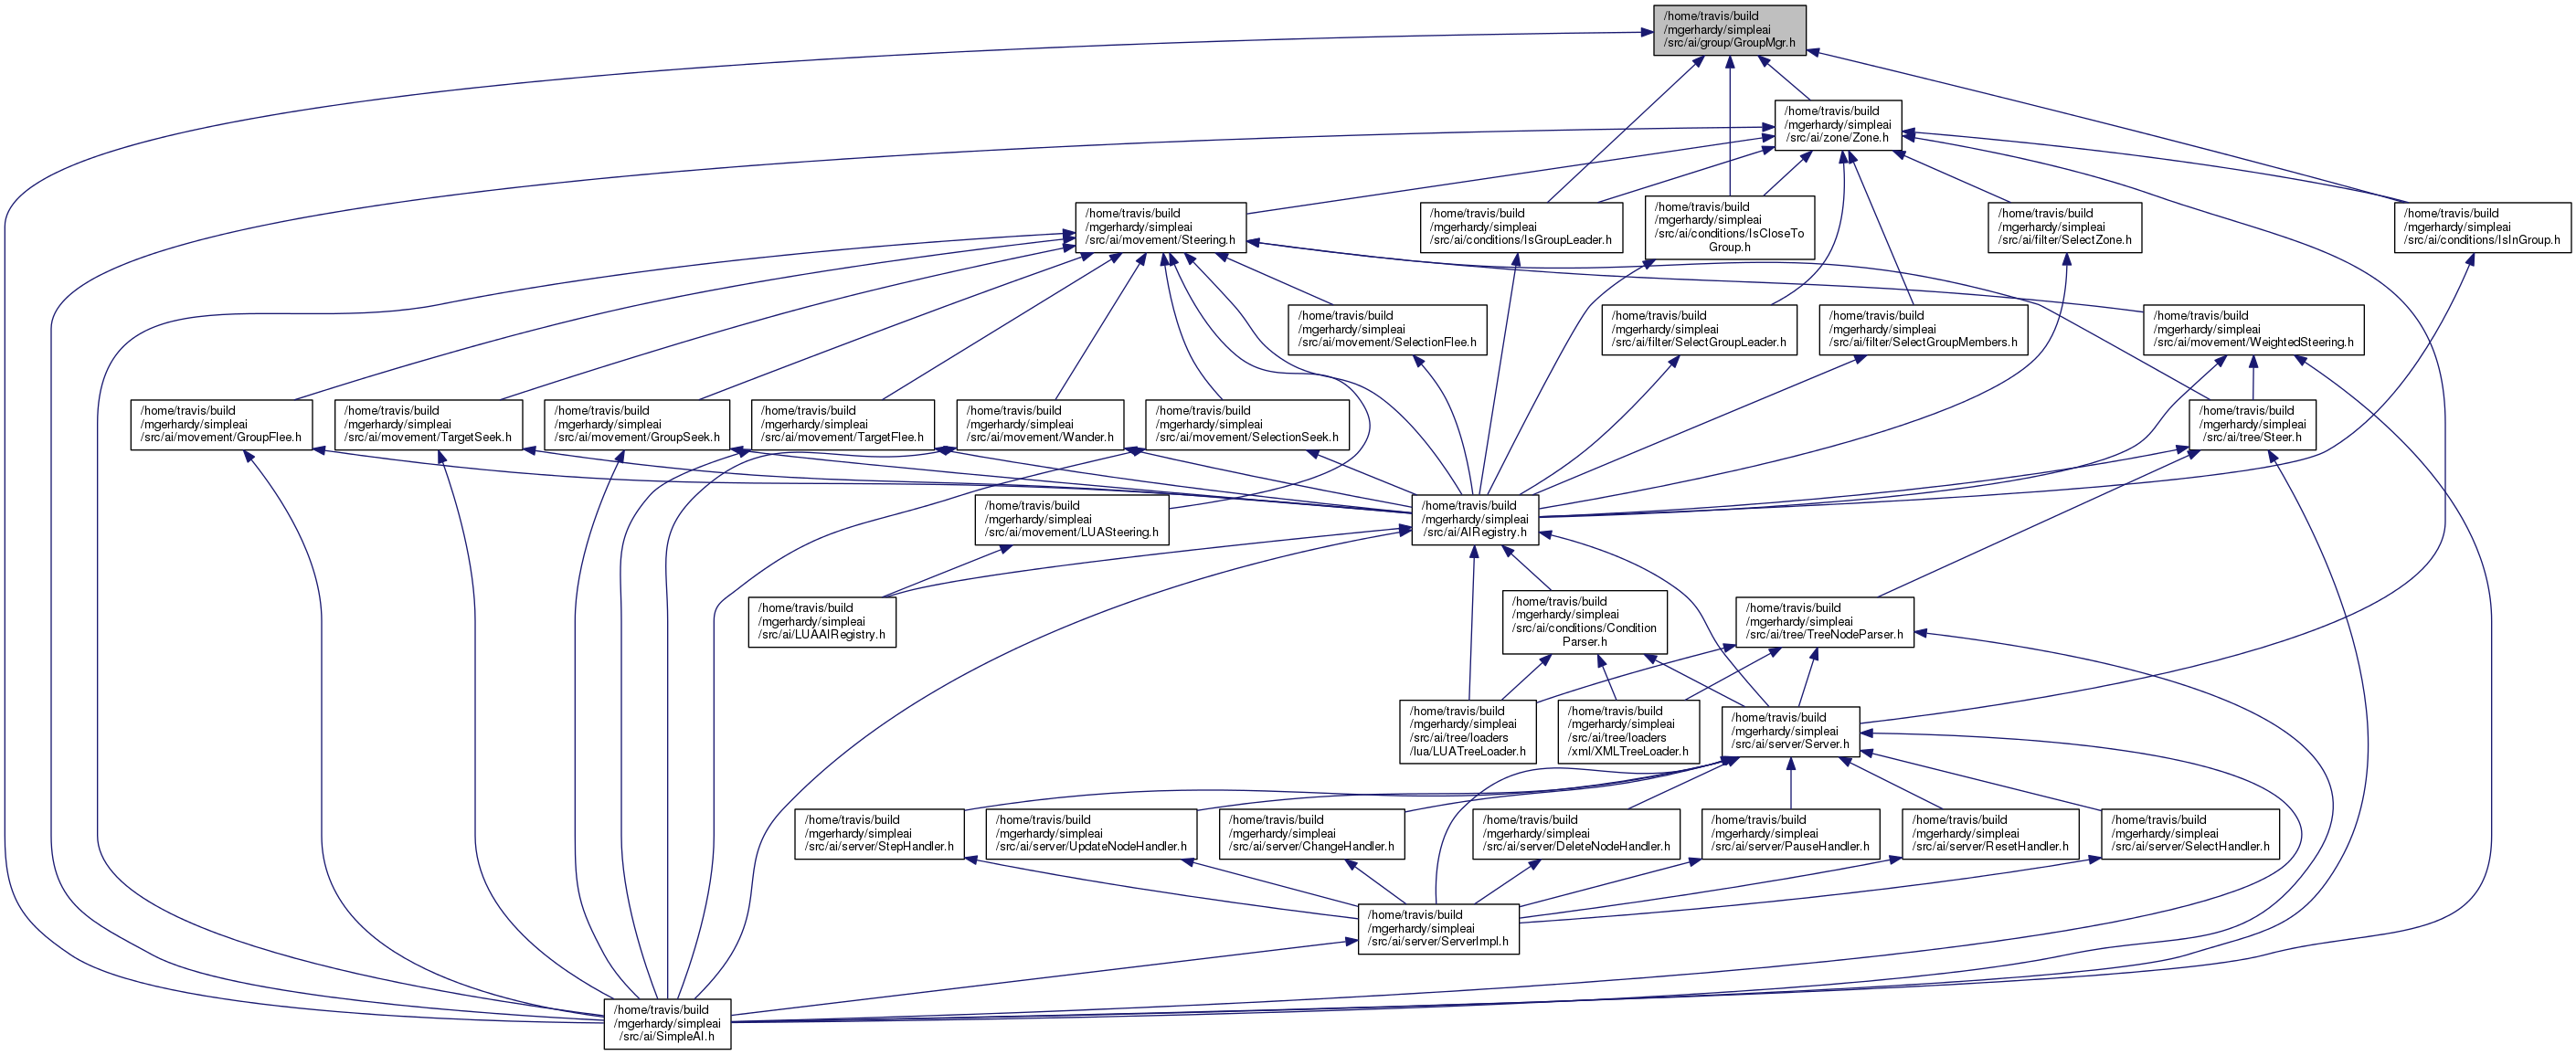 /home/travis/build
/mgerhardy/simpleai
/src/ai/group/GroupMgr.h
/home/travis/build
/mgerhardy/simpleai
/src/ai/zone/Zone.h
/home/travis/build
/mgerhardy/simpleai
/src/ai/movement/Steering.h
/home/travis/build
/mgerhardy/simpleai
/src/ai/conditions/IsGroupLeader.h
/home/travis/build
/mgerhardy/simpleai
/src/ai/conditions/IsCloseTo
Group.h
/home/travis/build
/mgerhardy/simpleai
/src/ai/filter/SelectZone.h
/home/travis/build
/mgerhardy/simpleai
/src/ai/conditions/IsInGroup.h
/home/travis/build
/mgerhardy/simpleai
/src/ai/movement/SelectionFlee.h
/home/travis/build
/mgerhardy/simpleai
/src/ai/filter/SelectGroupLeader.h
/home/travis/build
/mgerhardy/simpleai
/src/ai/filter/SelectGroupMembers.h
/home/travis/build
/mgerhardy/simpleai
/src/ai/movement/WeightedSteering.h
/home/travis/build
/mgerhardy/simpleai
/src/ai/movement/GroupFlee.h
/home/travis/build
/mgerhardy/simpleai
/src/ai/movement/TargetSeek.h
/home/travis/build
/mgerhardy/simpleai
/src/ai/movement/GroupSeek.h
/home/travis/build
/mgerhardy/simpleai
/src/ai/movement/TargetFlee.h
/home/travis/build
/mgerhardy/simpleai
/src/ai/movement/Wander.h
/home/travis/build
/mgerhardy/simpleai
/src/ai/movement/SelectionSeek.h
/home/travis/build
/mgerhardy/simpleai
/src/ai/tree/Steer.h
/home/travis/build
/mgerhardy/simpleai
/src/ai/movement/LUASteering.h
/home/travis/build
/mgerhardy/simpleai
/src/ai/AIRegistry.h
/home/travis/build
/mgerhardy/simpleai
/src/ai/LUAAIRegistry.h
/home/travis/build
/mgerhardy/simpleai
/src/ai/conditions/Condition
Parser.h
/home/travis/build
/mgerhardy/simpleai
/src/ai/tree/TreeNodeParser.h
/home/travis/build
/mgerhardy/simpleai
/src/ai/tree/loaders
/lua/LUATreeLoader.h
/home/travis/build
/mgerhardy/simpleai
/src/ai/tree/loaders
/xml/XMLTreeLoader.h
/home/travis/build
/mgerhardy/simpleai
/src/ai/server/Server.h
/home/travis/build
/mgerhardy/simpleai
/src/ai/server/StepHandler.h
/home/travis/build
/mgerhardy/simpleai
/src/ai/server/UpdateNodeHandler.h
/home/travis/build
/mgerhardy/simpleai
/src/ai/server/ChangeHandler.h
/home/travis/build
/mgerhardy/simpleai
/src/ai/server/DeleteNodeHandler.h
/home/travis/build
/mgerhardy/simpleai
/src/ai/server/PauseHandler.h
/home/travis/build
/mgerhardy/simpleai
/src/ai/server/ResetHandler.h
/home/travis/build
/mgerhardy/simpleai
/src/ai/server/SelectHandler.h
/home/travis/build
/mgerhardy/simpleai
/src/ai/server/ServerImpl.h
/home/travis/build
/mgerhardy/simpleai
/src/ai/SimpleAI.h